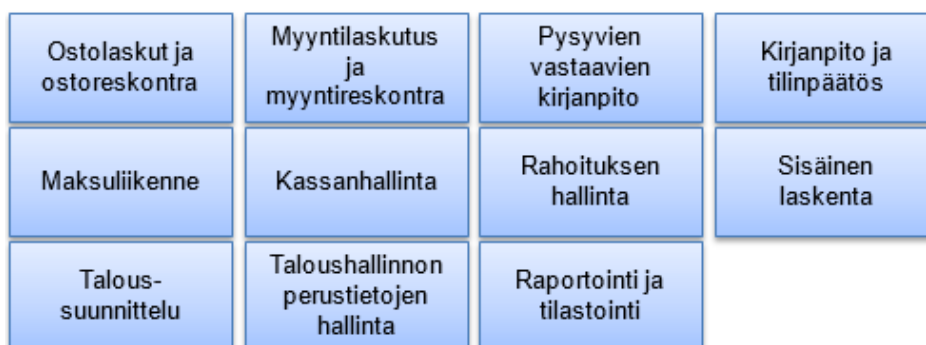 Ostolaskut ja
ostoreskontra
Myyntilaskutus
ja
myyntireskontra
Pysyvien
vastaavien
kirjanpito
Kirjanpito ja
tilinpäätös
Maksuliikenne
Kassanhallinta
Rahoituksen
hallinta
Sisäinen
laskenta
Talous-
suunnittelu
Taloushallinnon
perustietojen
hallinta
Raportointi ja
tilastointi